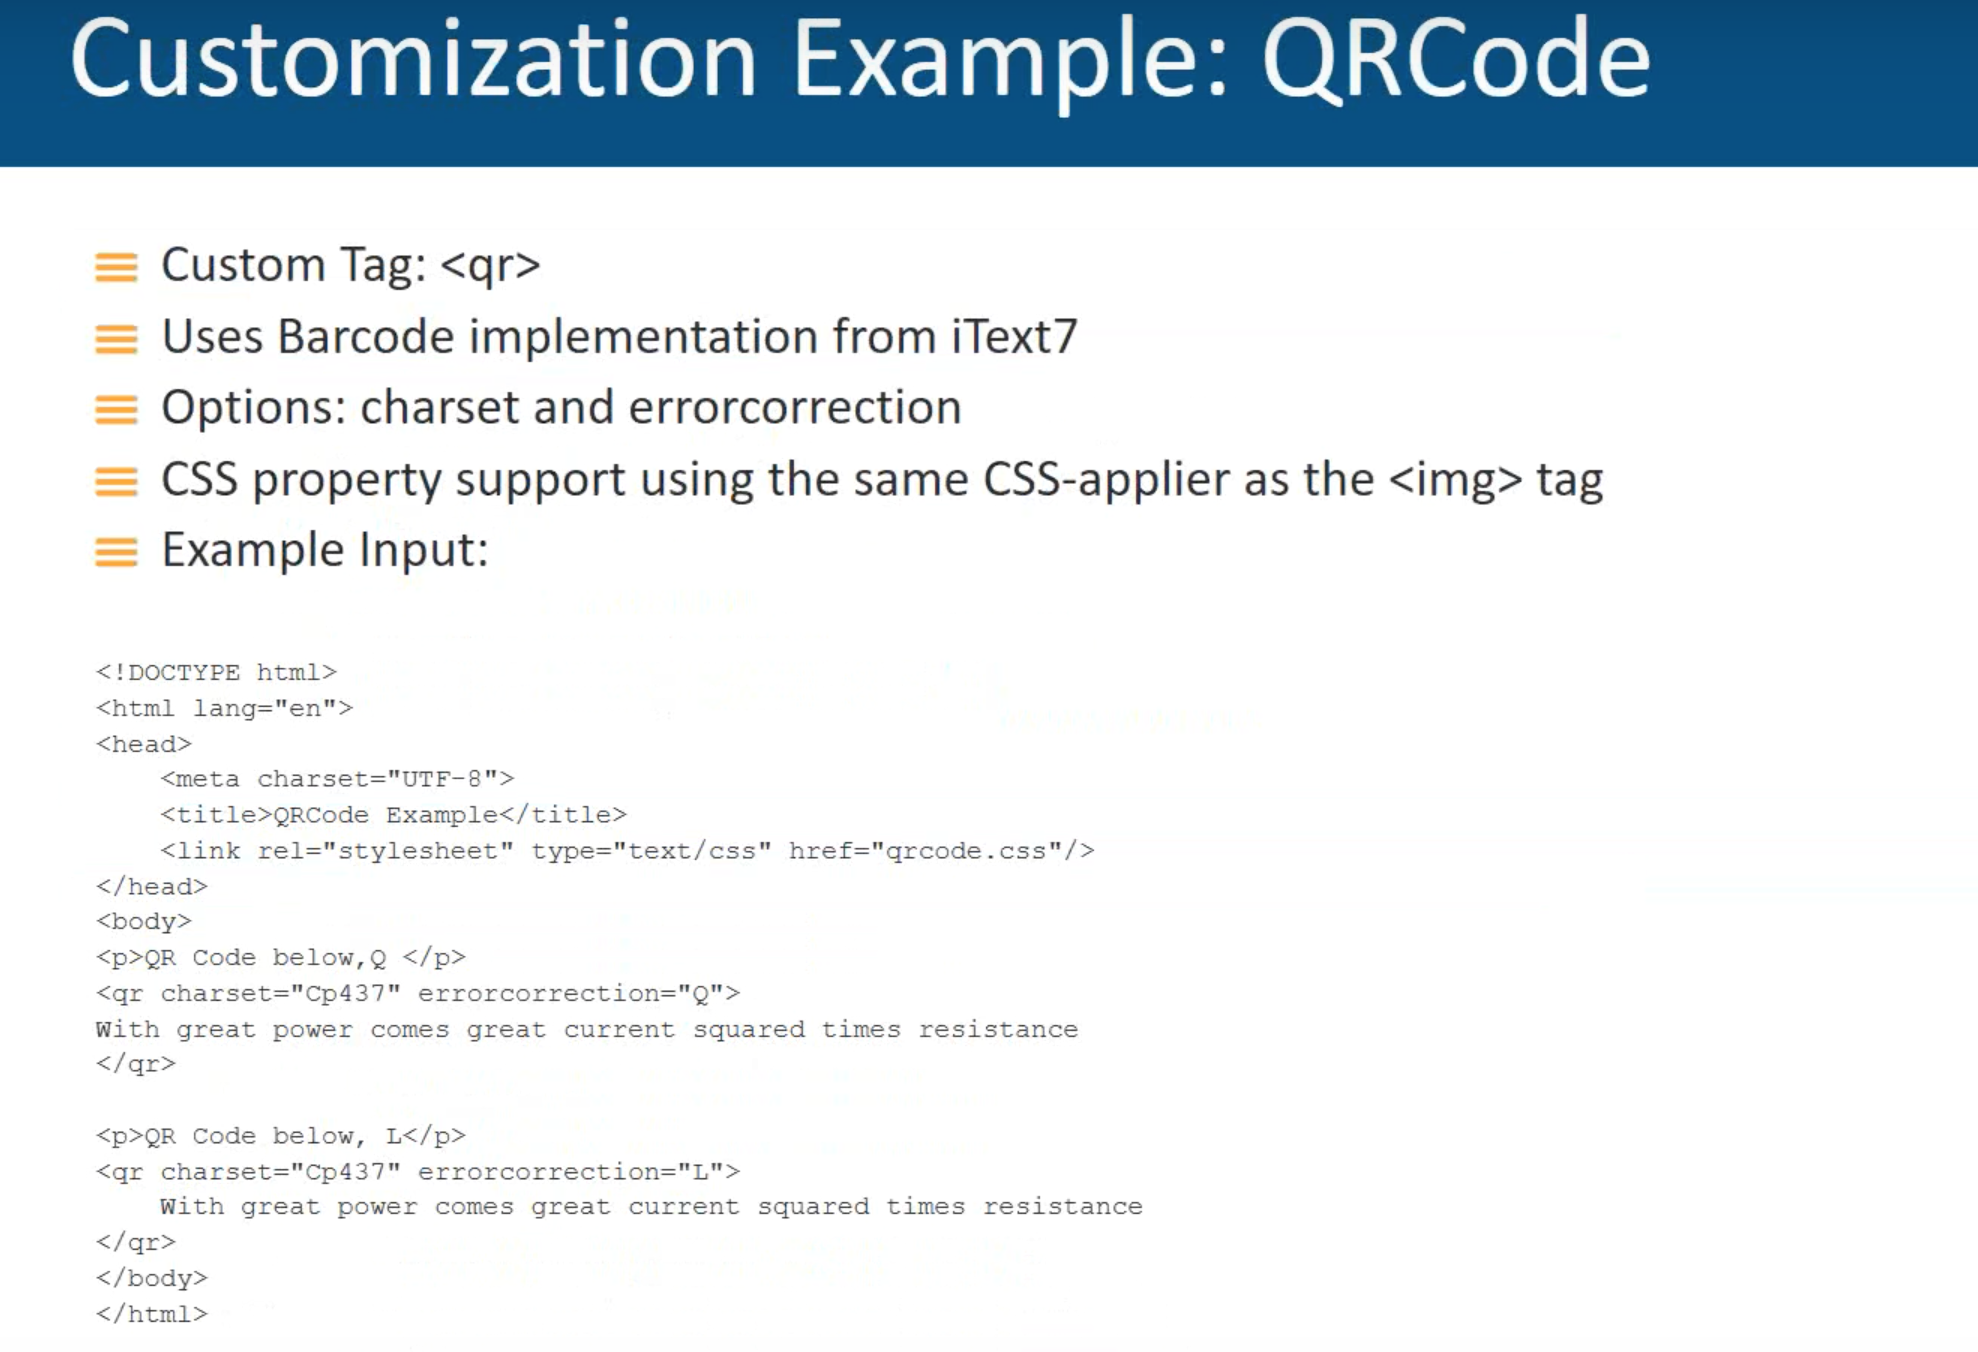 Customization Example: QRCode
Custom Tag: <qr>
Uses Barcode implementation from iText7
Options: charset and errorcorrection
CSS property support using the same CSS-applier as the <img> tag
Example Input:
<!DOCTYPE html>
<html lang="en">
<head>
    <meta charset="UTF-8">
    <title>QRCode Example</title>
    <link rel="stylesheet" type="text/css" href="qrcode.css"/>
</head>
<body>
<p>QR Code below,Q </p>
<qr charset="Cp437" errorcorrection="Q">
With great power comes great current squared times resistance
</qr>
<p>QR Code below, L</p>
<qr charset="Cp437" errorcorrection="L">
    With great power comes great current squared times resistance
</qr>
</body>
</html>